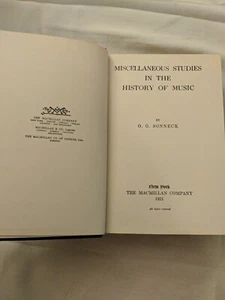 THE MACMILLAN COMPANY
MACMILLAN & CO., LIMITED
THE MACMILLAN CO. OF CANADA, LTD.
MISCELLANEOUS STUDIES
IN THE
HISTORY OF MUSIC
BY
O. G. SONNECK
New York
THE MACMILLAN COMPANY